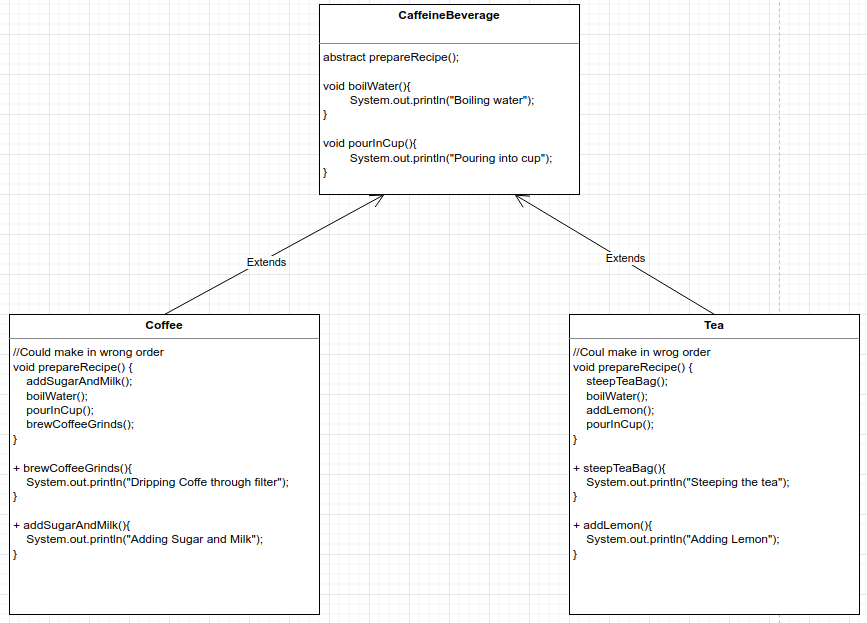 CaffeineBeverage
abstract prepareRecipe();
void boilWater(){
System.out.println("Boiling water");
}
void pourInCup(){
System.out.println("Pouring into cup");
}
Extends
Extends
Coffee
//Could make in wrong order
void prepareRecipe() {
addSugarAndMilk();
boilWater();
pourInCup();
brewCoffeeGrinds();
}
+ brewCoffeeGrinds(){
System.out.println("Dripping Coffe through filter");
}
+ addSugarAndMilk(){
System.out.println("Adding Sugar and Milk");
}
Tea
//Coul make in wrog order
void prepareRecipe() {
steepTeaBag();
boilWater();
addLemon();
pourInCup();
}
+ steepTeaBag(){
System.out.println("Steeping the tea");
}
+ addLemon(){
System.out.println("Adding Lemon");
}